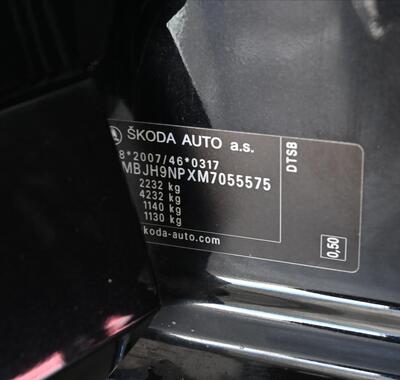 ŠKODA AUTO a.s.
8*2007/46*0317
MBJH9NPXM7055575
2232 kg
4232 kg
1140 kg
1130 kg
koda-auto.com
DTSB
0,50